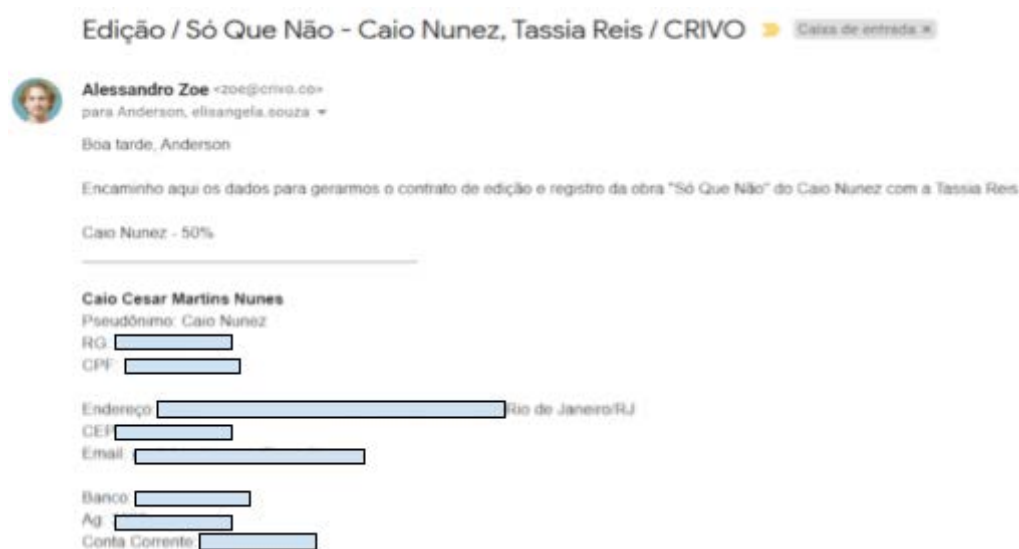 Edição / Só Que Não - Caio Nunez, Tassia Reis / CRIVO Caixa de entrada ×
Alessandro Zoe <zoe@crivo.co>
para Anderson, elisangela.souza
Boa tarde, Anderson
Encaminho aqui os dados para gerarmos o contrato de edição e registro da obra "Só Que Não" do Caio Nunez com a Tassia Reis
Caio Nunez - 50%
Caio Cesar Martins Nunes
Pseudônimo: Caio Nunez
RG:
CPF:
Endereço: Rio de Janeiro/RJ
CEP
Email
Banco:
Ag:
Conta Corrente: